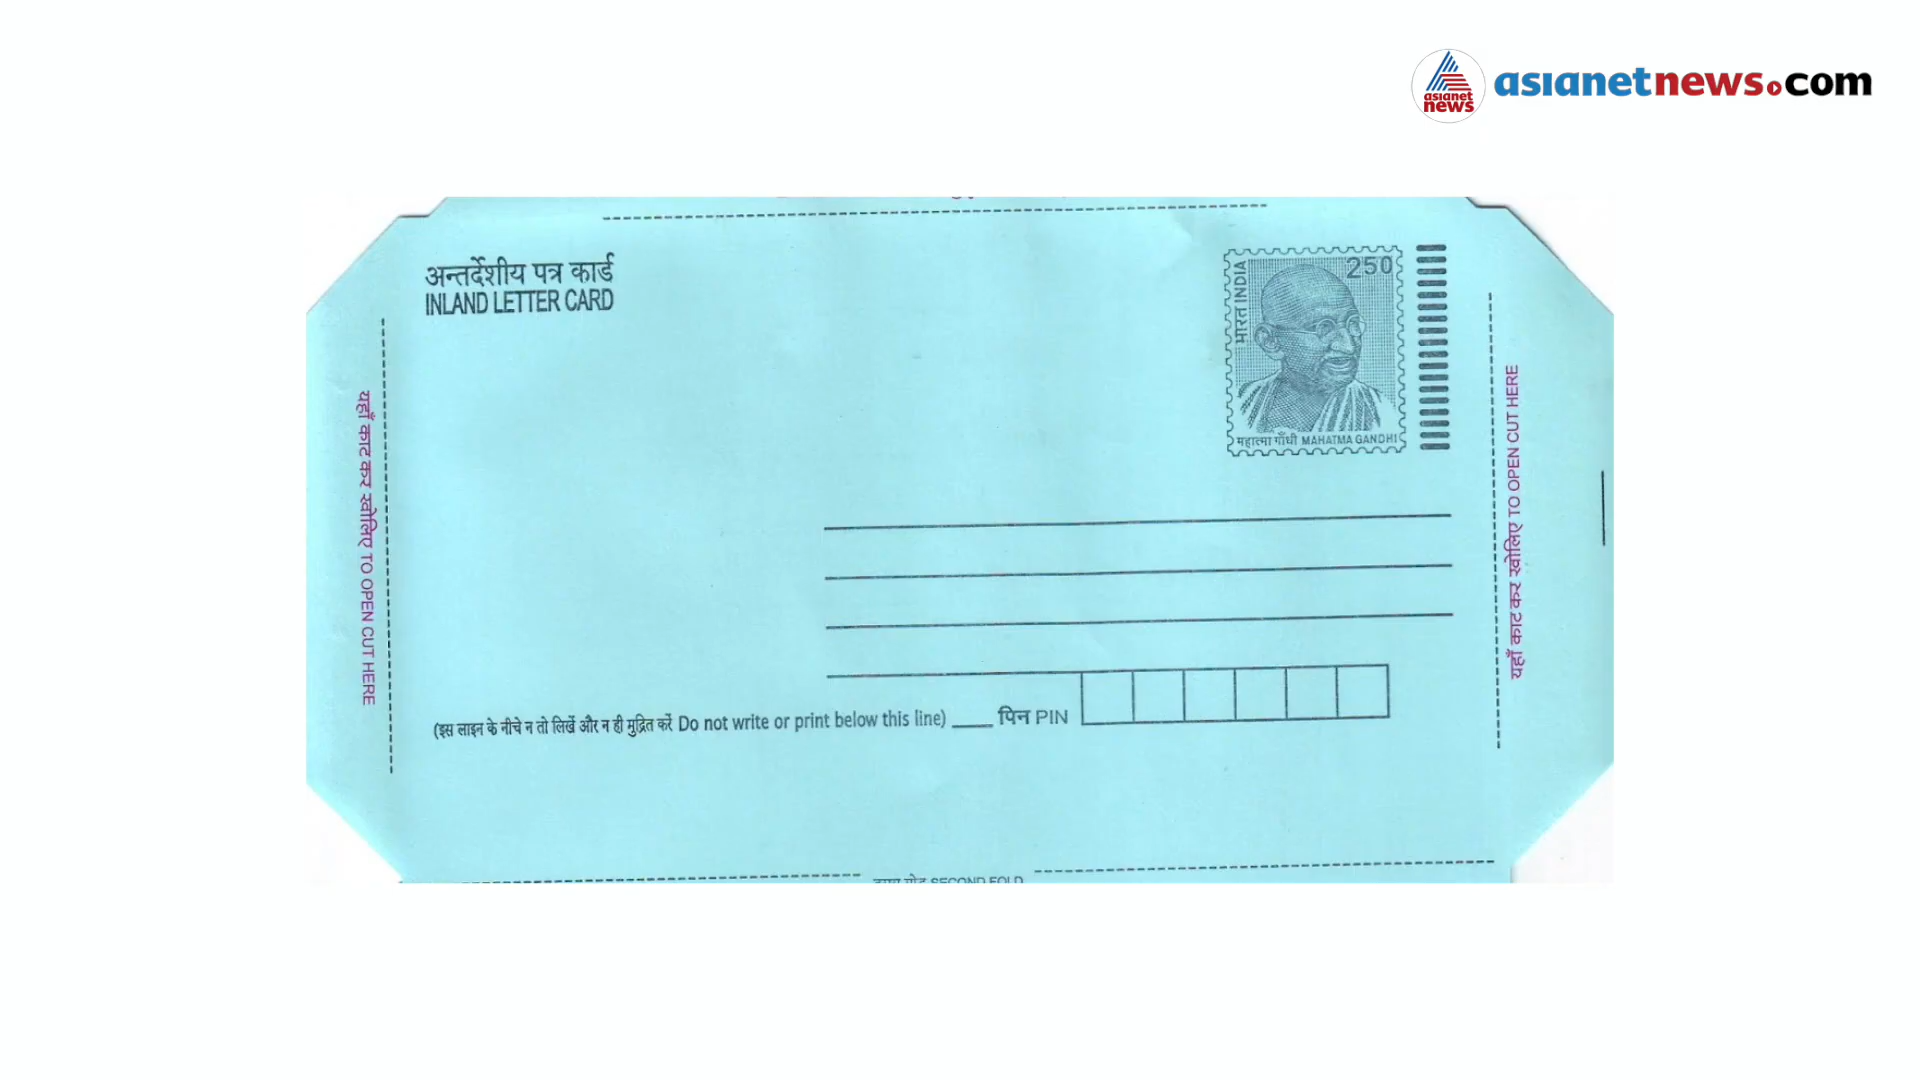 asianet
news
asianetnews.com
अन्तर्देशीय पत्र कार्ड
INLAND LETTER CARD
भारत INDIA
250
महात्मा गाँधी MAHATMA GANDHI
यहाँ काट कर खोलिए TO OPEN CUT HERE
यहाँ काट कर खोलिए TO OPEN CUT HERE
(इस लाइन के नीचे न तो लिखें और न ही मुद्रित करें Do not write or print below this line) ____ पिन PIN
SECOND FOLD